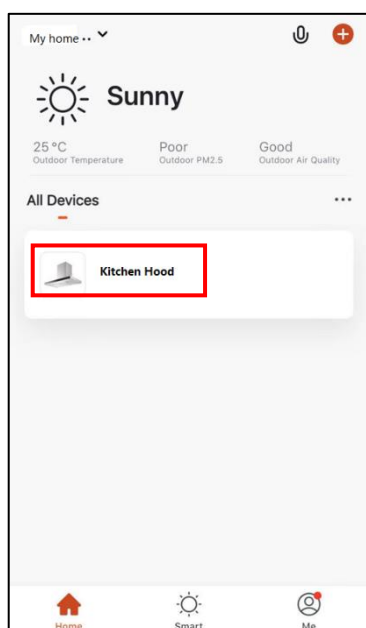 My home ..
Sunny
25 °C Poor Good
Outdoor Temperature Outdoor PM2.5 Outdoor Air Quality
All Devices ...
Kitchen Hood
Home Smart Me